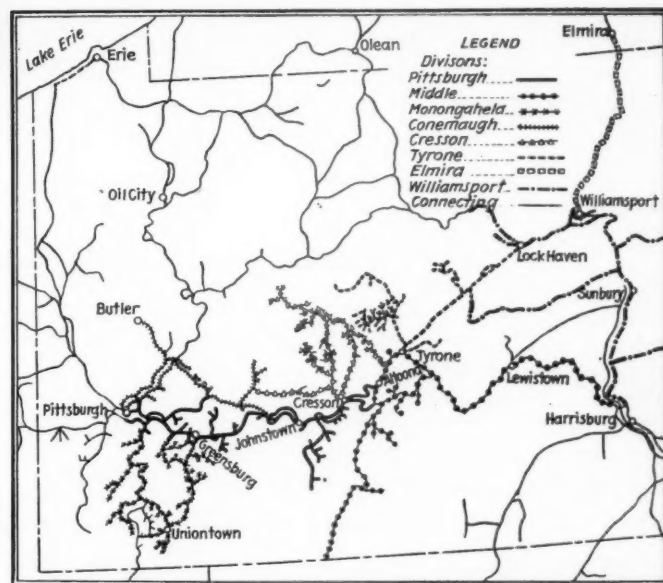 Lake Erie
Erie
Olean
Elmira
LEGEND
Divisons:
Pittsburgh
Middle
Monongahela
Conemaugh
Cresson
Tyrone
Elmira
Williamsport
Connecting
Oil City
Williamsport
Lock Haven
Sunbury
Butler
Tyrone
Altoona
Lewistown
Cresson
Pittsburgh
Johnstown
Harrisburg
Greensburg
Uniontown